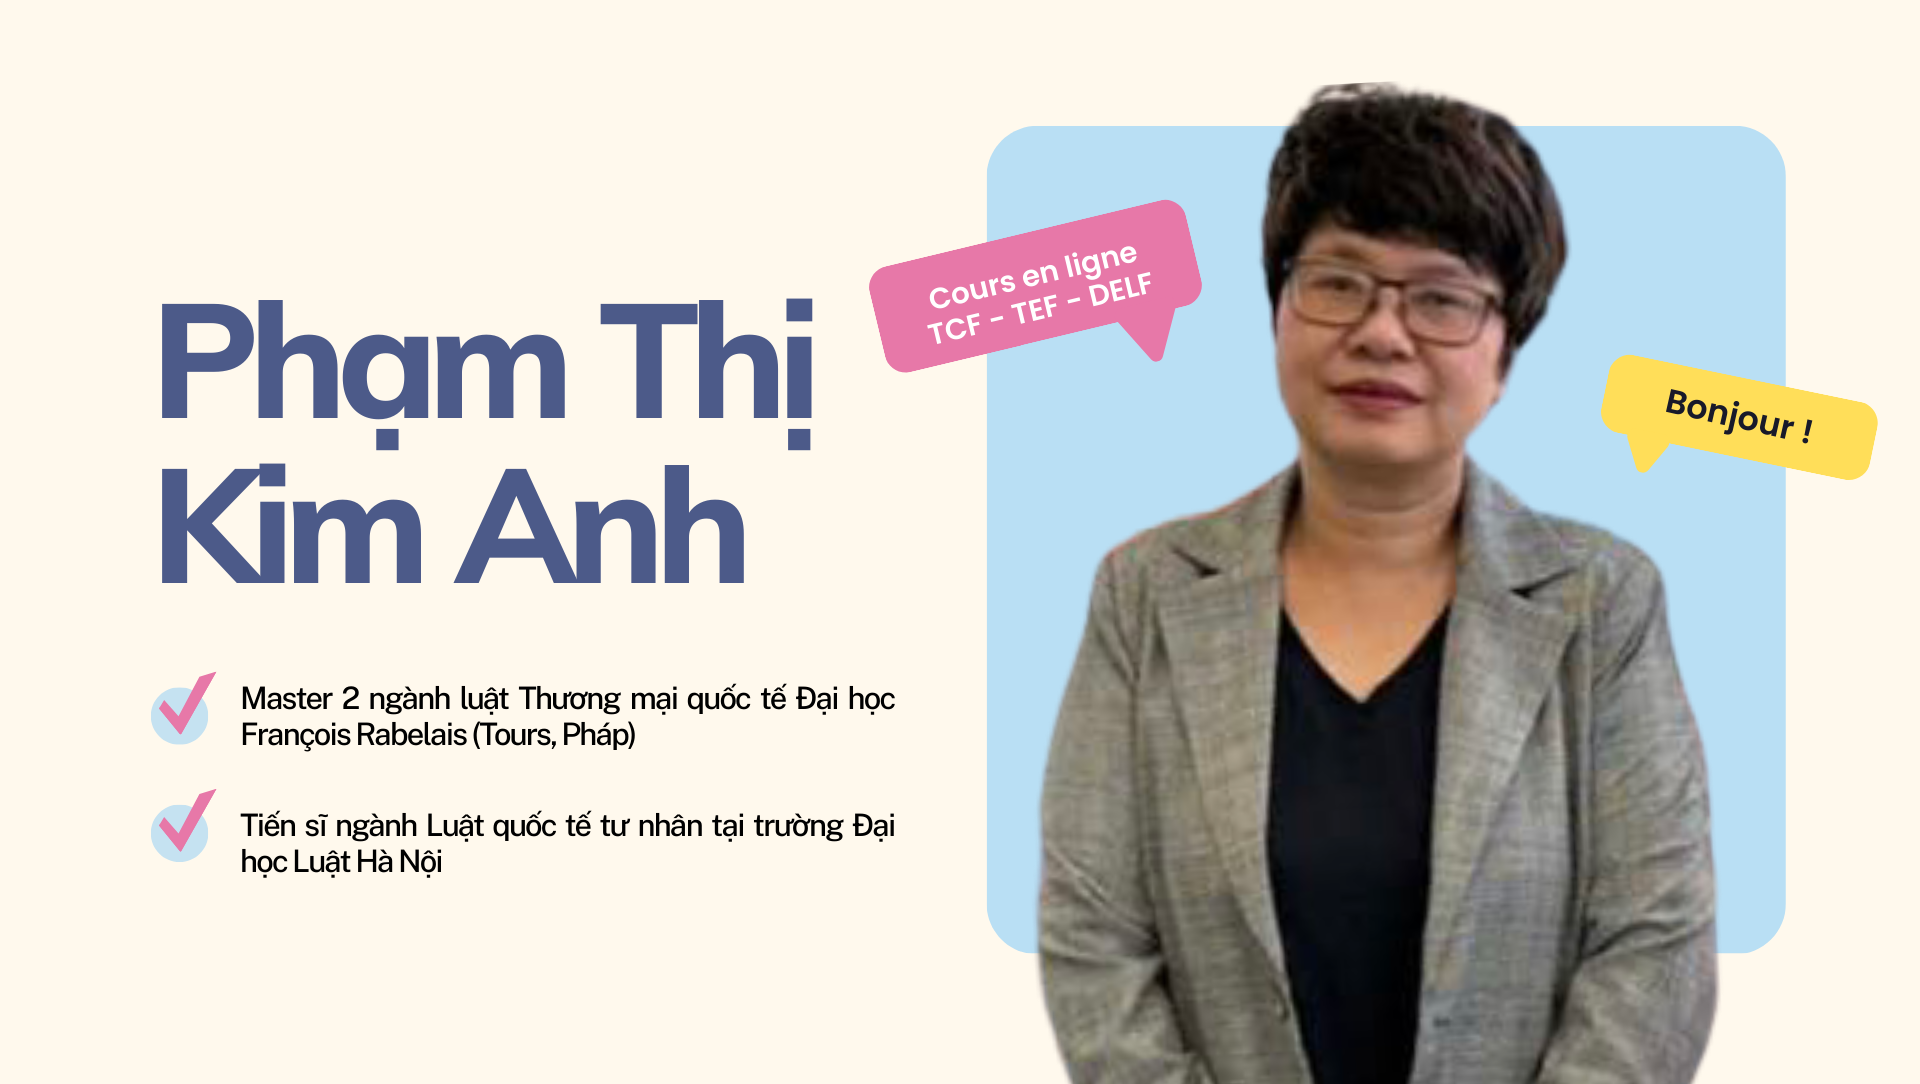 Phạm Thị
Kim Anh
Master 2 ngành luật Thương mại quốc tế Đại học
François Rabelais (Tours, Pháp)
Tiến sĩ ngành Luật quốc tế tư nhân tại trường Đại
học Luật Hà Nội
Cours en ligne
TCF - TEF - DELF
Bonjour !